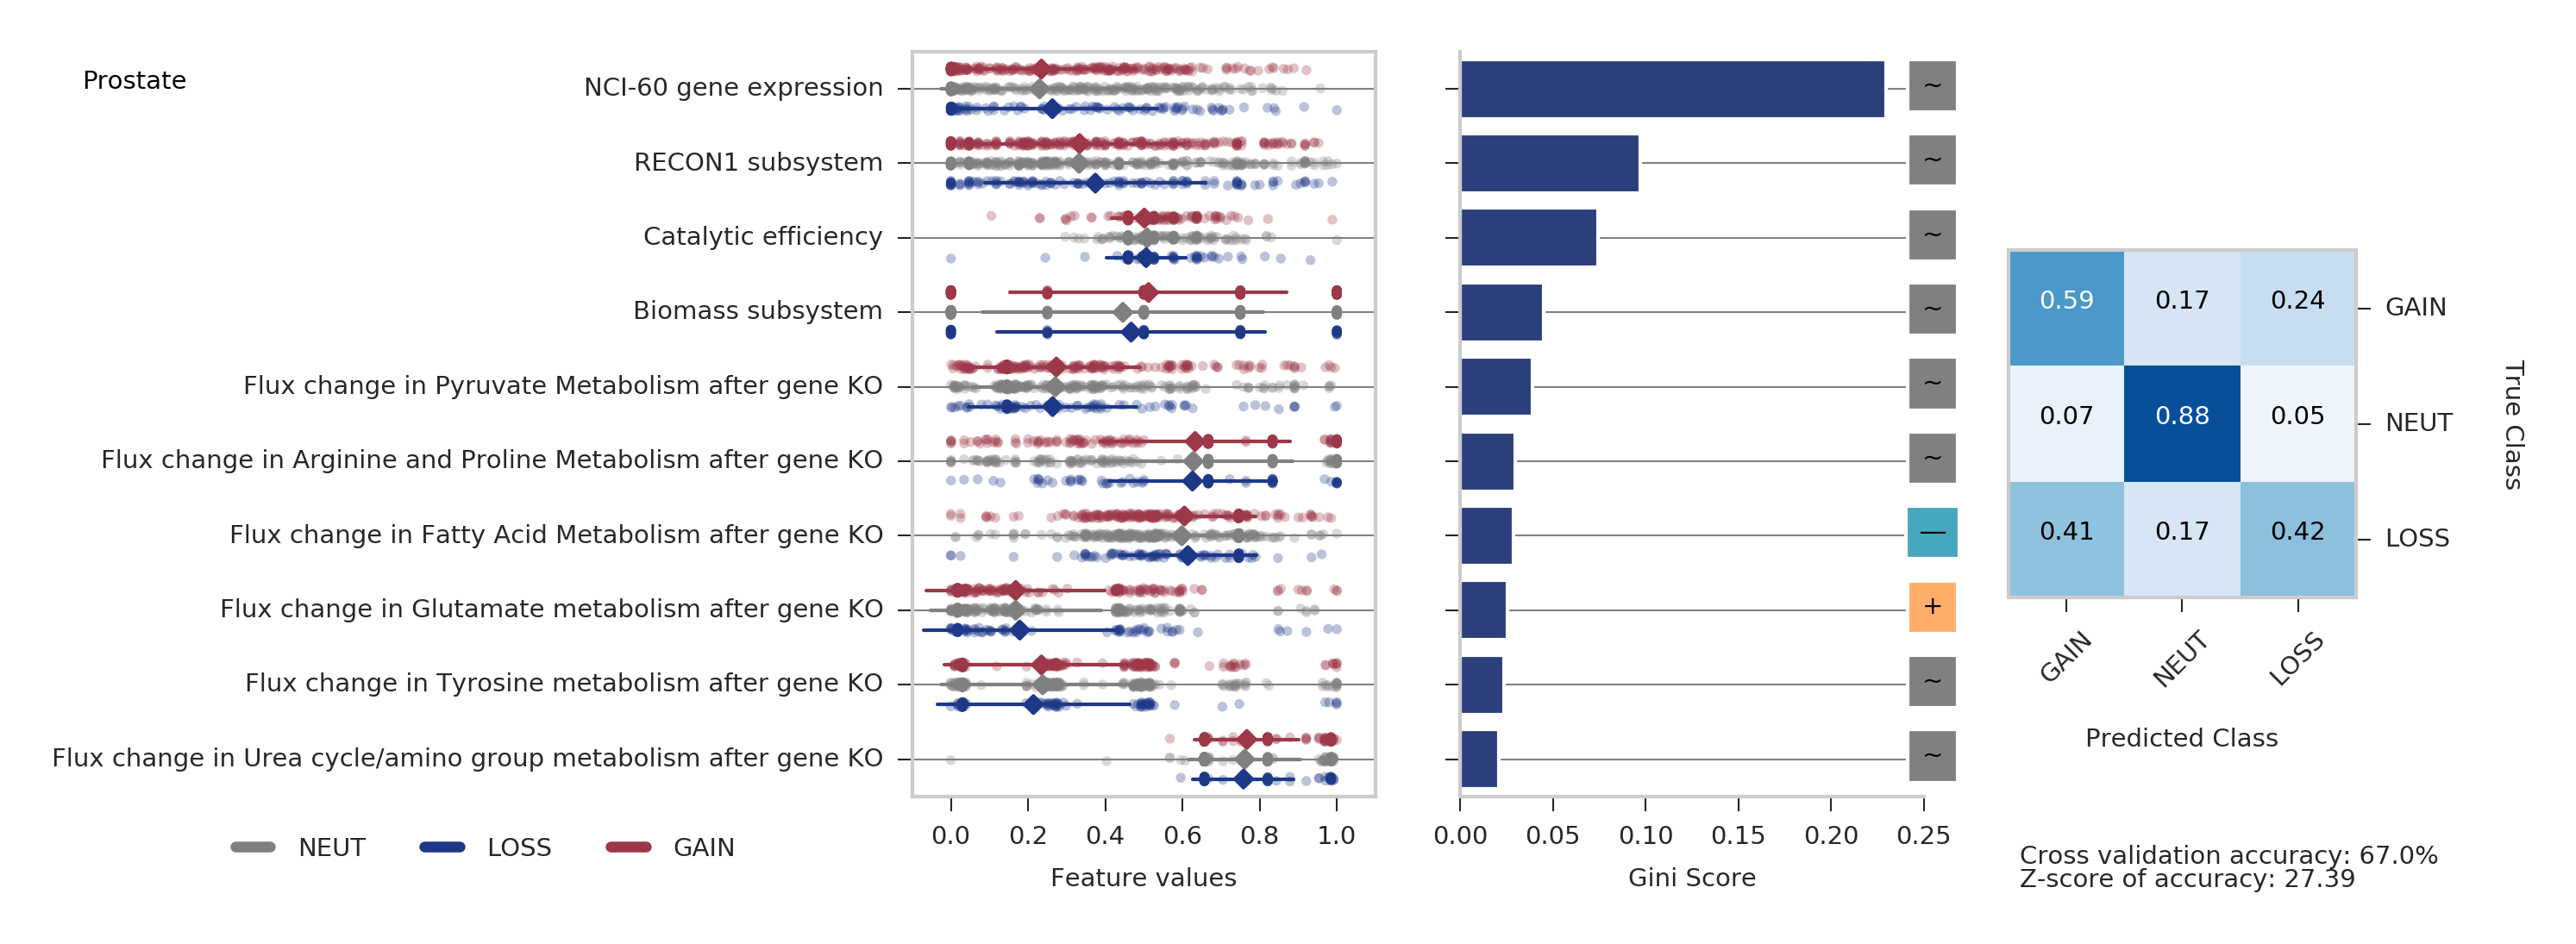 Prostate
NCI-60 gene expression
RECON1 subsystem
Catalytic efficiency
Biomass subsystem
Flux change in Pyruvate Metabolism after gene KO
Flux change in Arginine and Proline Metabolism after gene KO
Flux change in Fatty Acid Metabolism after gene KO
Flux change in Glutamate metabolism after gene KO
Flux change in Tyrosine metabolism after gene KO
Flux change in Urea cycle/amino group metabolism after gene KO
NEUT LOSS GAIN
0.0 0.2 0.4 0.6 0.8 1.0
Feature values
~
~
~
~
~
~
—
+
~
~
0.00 0.05 0.10 0.15 0.20 0.25
Gini Score
0.59 0.17 0.24 GAIN
0.07 0.88 0.05 NEUT
0.41 0.17 0.42 LOSS
True Class
GAIN NEUT LOSS
Predicted Class
Cross validation accuracy: 67.0%
Z-score of accuracy: 27.39